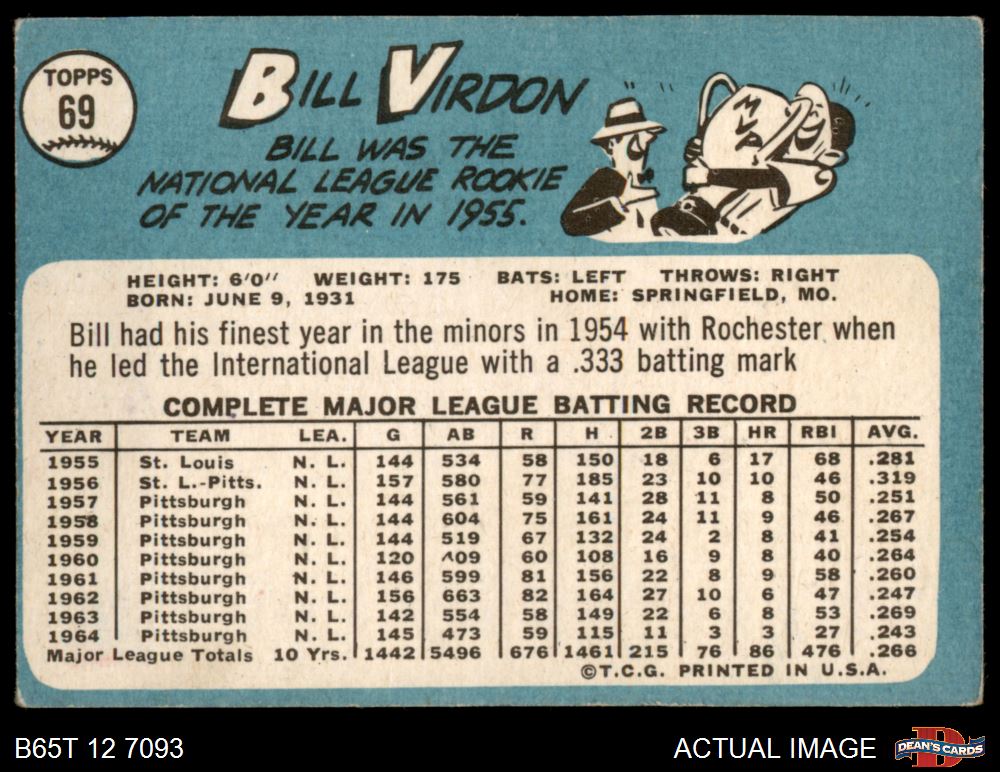 TOPPS
69
BILL VIRDON
BILL WAS THE
NATIONAL LEAGUE ROOKIE
OF THE YEAR IN 1955.
MVP
HEIGHT: 6'0" WEIGHT: 175 BATS: LEFT THROWS: RIGHT
BORN: JUNE 9, 1931 HOME: SPRINGFIELD, MO.
Bill had his finest year in the minors in 1954 with Rochester when
he led the International League with a .333 batting mark
COMPLETE MAJOR LEAGUE BATTING RECORD
YEAR TEAM LEA. G AB R H 2B 3B HR RBI AVG.
1955 St. Louis N. L. 144 534 58 150 18 6 17 68 .281
1956 St. L.-Pitts. N. L. 157 580 77 185 23 10 10 46 .319
1957 Pittsburgh N. L. 144 561 59 141 28 11 8 50 .251
1958 Pittsburgh N. L. 144 604 75 161 24 11 9 46 .267
1959 Pittsburgh N. L. 144 519 67 132 24 2 8 41 .254
1960 Pittsburgh N. L. 120 409 60 108 16 9 8 40 .264
1961 Pittsburgh N. L. 146 599 81 156 22 8 9 58 .260
1962 Pittsburgh N. L. 156 663 82 164 27 10 6 47 .247
1963 Pittsburgh N. L. 142 554 58 149 22 6 8 53 .269
1964 Pittsburgh N. L. 145 473 59 115 11 3 3 27 .243
Major League Totals 10 Yrs. 1442 5496 676 1461 215 76 86 476 .266
©T.C.G. PRINTED IN U.S.A.
B65T 12 7093 ACTUAL IMAGE DEAN'S CARDS